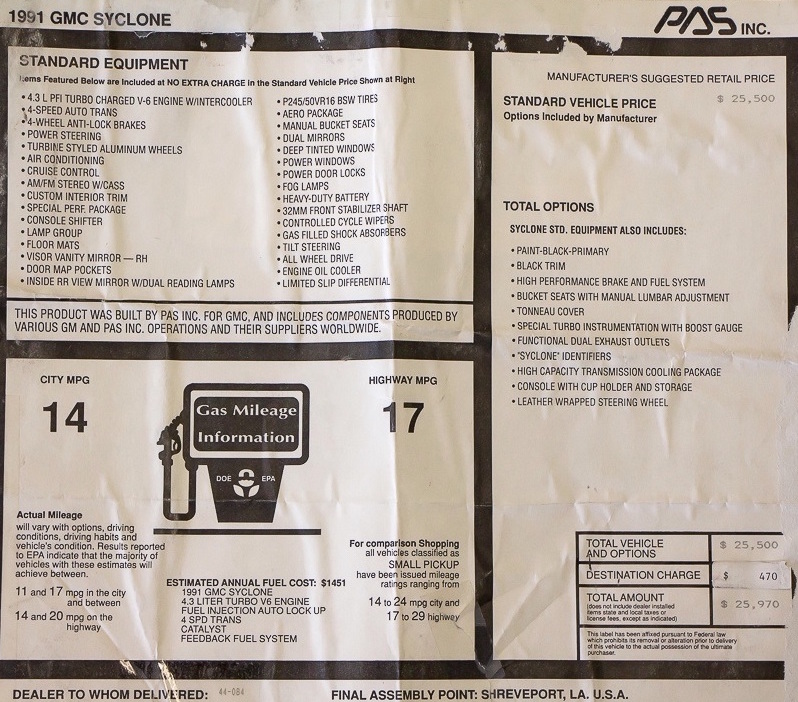 1991 GMC SYCLONE
PAS INC.
STANDARD EQUIPMENT
Items Featured Below are Included at NO EXTRA CHARGE in the Standard Vehicle Price Shown at Right
• 4.3 L PFI TURBO CHARGED V-6 ENGINE W/INTERCOOLER
• 4-SPEED AUTO TRANS
• 4-WHEEL ANTI-LOCK BRAKES
• POWER STEERING
• TURBINE STYLED ALUMINUM WHEELS
• AIR CONDITIONING
• CRUISE CONTROL
• AM/FM STEREO W/CASS
• CUSTOM INTERIOR TRIM
• SPECIAL PERF. PACKAGE
• CONSOLE SHIFTER
• LAMP GROUP
• FLOOR MATS
• VISOR VANITY MIRROR — RH
• DOOR MAP POCKETS
• INSIDE RR VIEW MIRROR W/DUAL READING LAMPS
• P245/50VR16 BSW TIRES
• AERO PACKAGE
• MANUAL BUCKET SEATS
• DUAL MIRRORS
• DEEP TINTED WINDOWS
• POWER WINDOWS
• POWER DOOR LOCKS
• FOG LAMPS
• HEAVY-DUTY BATTERY
• 32MM FRONT STABILIZER SHAFT
• CONTROLLED CYCLE WIPERS
• GAS FILLED SHOCK ABSORBERS
• TILT STEERING
• ALL WHEEL DRIVE
• ENGINE OIL COOLER
• LIMITED SLIP DIFFERENTIAL
THIS PRODUCT WAS BUILT BY PAS INC. FOR GMC, AND INCLUDES COMPONENTS PRODUCED BY
VARIOUS GM AND PAS INC. OPERATIONS AND THEIR SUPPLIERS WORLDWIDE.
MANUFACTURER'S SUGGESTED RETAIL PRICE
STANDARD VEHICLE PRICE $ 25,500
Options Included by Manufacturer
TOTAL OPTIONS
SYCLONE STD. EQUIPMENT ALSO INCLUDES:
• PAINT-BLACK-PRIMARY
• BLACK TRIM
• HIGH PERFORMANCE BRAKE AND FUEL SYSTEM
• BUCKET SEATS WITH MANUAL LUMBAR ADJUSTMENT
• TONNEAU COVER
• SPECIAL TURBO INSTRUMENTATION WITH BOOST GAUGE
• FUNCTIONAL DUAL EXHAUST OUTLETS
• "SYCLONE" IDENTIFIERS
• HIGH CAPACITY TRANSMISSION COOLING PACKAGE
• CONSOLE WITH CUP HOLDER AND STORAGE
• LEATHER WRAPPED STEERING WHEEL
CITY MPG
14
Gas Mileage
Information
DOE EPA
HIGHWAY MPG
17
Actual Mileage
will vary with options, driving
conditions, driving habits and
vehicle's condition. Results reported
to EPA indicate that the majority of
vehicles with these estimates will
achieve between.
11 and 17 mpg in the city
and between
14 and 20 mpg on the
highway
ESTIMATED ANNUAL FUEL COST: $1451
1991 GMC SYCLONE
4.3 LITER TURBO V6 ENGINE
FUEL INJECTION AUTO LOCK UP
4 SPD TRANS
CATALYST
FEEDBACK FUEL SYSTEM
For comparison Shopping
all vehicles classified as
SMALL PICKUP
have been issued mileage
ratings ranging from
14 to 24 mpg city and
17 to 29 highway
TOTAL VEHICLE
AND OPTIONS $ 25,500
DESTINATION CHARGE $ 470
TOTAL AMOUNT $ 25,970
(does not include dealer installed
items state and local taxes or
license fees, except as indicated)
This label has been affixed pursuant to Federal law
which prohibits its removal or alteration prior to delivery
of this vehicle to the actual possession of the ultimate
purchaser.
DEALER TO WHOM DELIVERED: 44-084
FINAL ASSEMBLY POINT: SHREVEPORT, LA. U.S.A.